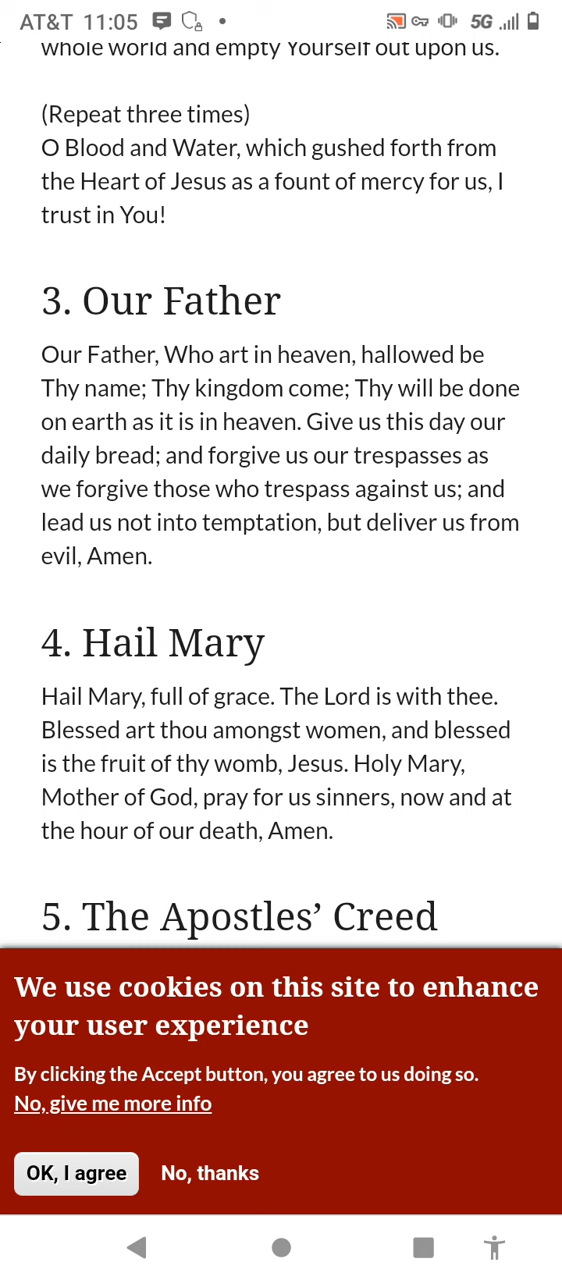 AT&T 11:05 5G
whole world and empty Yourself out upon us.
(Repeat three times)
O Blood and Water, which gushed forth from
the Heart of Jesus as a fount of mercy for us, I
trust in You!
3. Our Father
Our Father, Who art in heaven, hallowed be
Thy name; Thy kingdom come; Thy will be done
on earth as it is in heaven. Give us this day our
daily bread; and forgive us our trespasses as
we forgive those who trespass against us; and
lead us not into temptation, but deliver us from
evil, Amen.
4. Hail Mary
Hail Mary, full of grace. The Lord is with thee.
Blessed art thou amongst women, and blessed
is the fruit of thy womb, Jesus. Holy Mary,
Mother of God, pray for us sinners, now and at
the hour of our death, Amen.
5. The Apostles’ Creed
We use cookies on this site to enhance
your user experience
By clicking the Accept button, you agree to us doing so.
No, give me more info
OK, I agree No, thanks